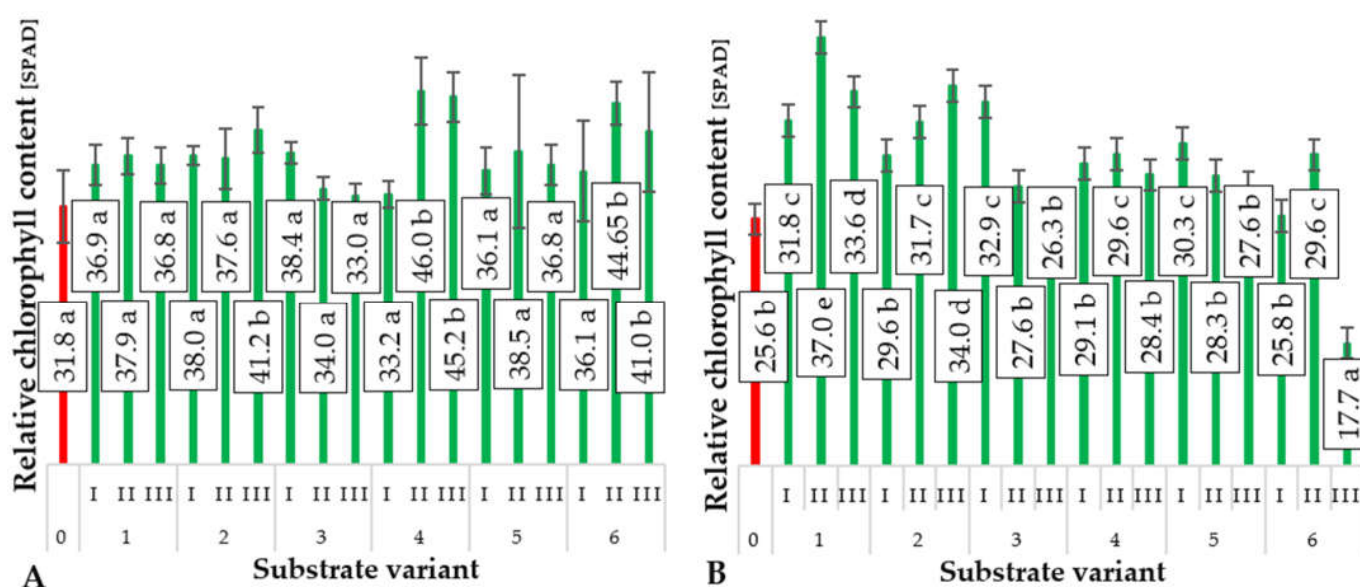 Relative chlorophyll content [SPAD]
31.8 a
36.9 a
37.9 a
36.8 a
38.0 a
37.6 a
41.2 b
38.4 a
34.0 a
33.0 a
33.2 a
46.0 b
45.2 b
36.1 a
38.5 a
36.8 a
36.1 a
44.65 b
41.0 b
I II III I II III I II III I II III I II III I II III
0 1 2 3 4 5 6
Substrate variant
A
Relative chlorophyll content [SPAD]
25.6 b
31.8 c
37.0 e
33.6 d
29.6 b
31.7 c
34.0 d
32.9 c
27.6 b
26.3 b
29.1 b
29.6 c
28.4 b
30.3 c
28.3 b
27.6 b
25.8 b
29.6 c
17.7 a
I II III I II III I II III I II III I II III I II III
0 1 2 3 4 5 6
Substrate variant
B